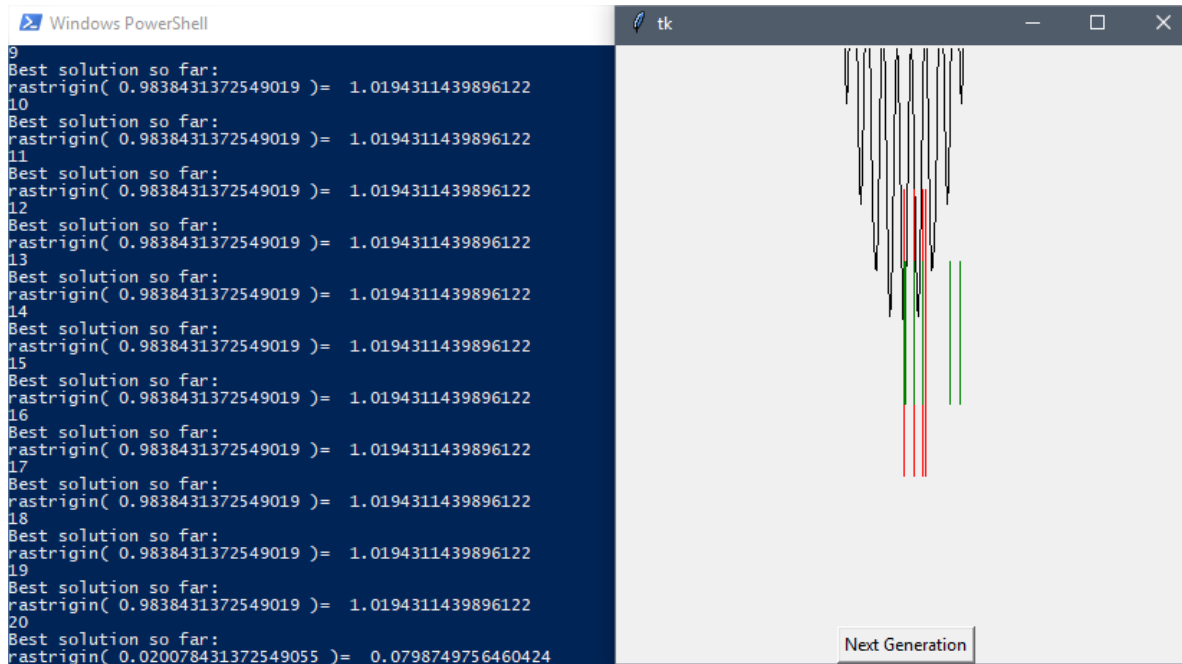 Windows PowerShell
9
Best solution so far:
rastrigin( 0.9838431372549019 )=  1.0194311439896122
10
Best solution so far:
rastrigin( 0.9838431372549019 )=  1.0194311439896122
11
Best solution so far:
rastrigin( 0.9838431372549019 )=  1.0194311439896122
12
Best solution so far:
rastrigin( 0.9838431372549019 )=  1.0194311439896122
13
Best solution so far:
rastrigin( 0.9838431372549019 )=  1.0194311439896122
14
Best solution so far:
rastrigin( 0.9838431372549019 )=  1.0194311439896122
15
Best solution so far:
rastrigin( 0.9838431372549019 )=  1.0194311439896122
16
Best solution so far:
rastrigin( 0.9838431372549019 )=  1.0194311439896122
17
Best solution so far:
rastrigin( 0.9838431372549019 )=  1.0194311439896122
18
Best solution so far:
rastrigin( 0.9838431372549019 )=  1.0194311439896122
19
Best solution so far:
rastrigin( 0.9838431372549019 )=  1.0194311439896122
20
Best solution so far:
rastrigin( 0.020078431372549055 )=  0.0798749756460424
tk
Next Generation